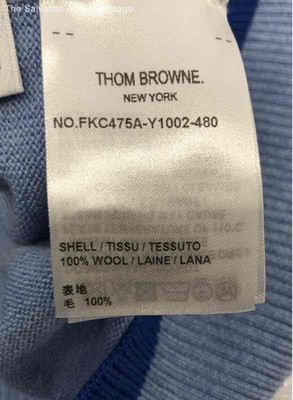 The Salvation Army Chicago
THOM BROWNE.
NEW YORK
NO.FKC475A-Y1002-480
SHELL / TISSU / TESSUTO
100% WOOL / LAINE / LANA
表地
毛 100%